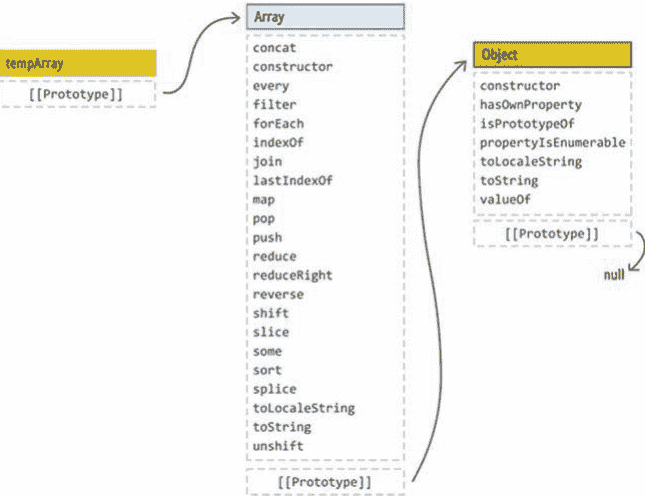 tempArray
[[Prototype]]
Array
concat
constructor
every
filter
forEach
indexOf
join
lastIndexOf
map
pop
push
reduce
reduceRight
reverse
shift
slice
some
sort
splice
toLocaleString
toString
unshift
[[Prototype]]
Object
constructor
hasOwnProperty
isPrototypeOf
propertyIsEnumerable
toLocaleString
toString
valueOf
[[Prototype]]
null